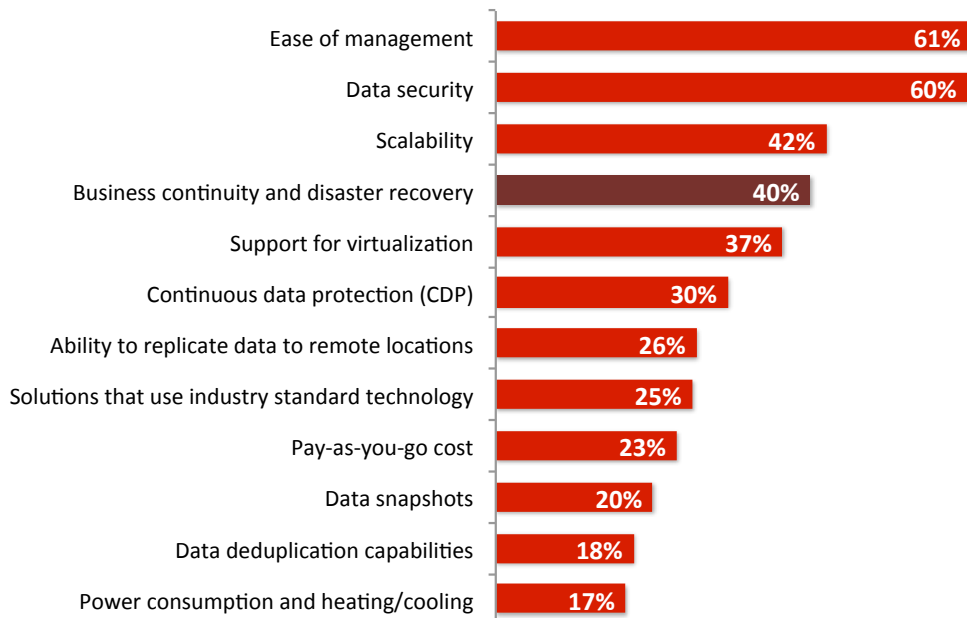 Ease of management 61%
Data security 60%
Scalability 42%
Business continuity and disaster recovery 40%
Support for virtualization 37%
Continuous data protection (CDP) 30%
Ability to replicate data to remote locations 26%
Solutions that use industry standard technology 25%
Pay-as-you-go cost 23%
Data snapshots 20%
Data deduplication capabilities 18%
Power consumption and heating/cooling 17%